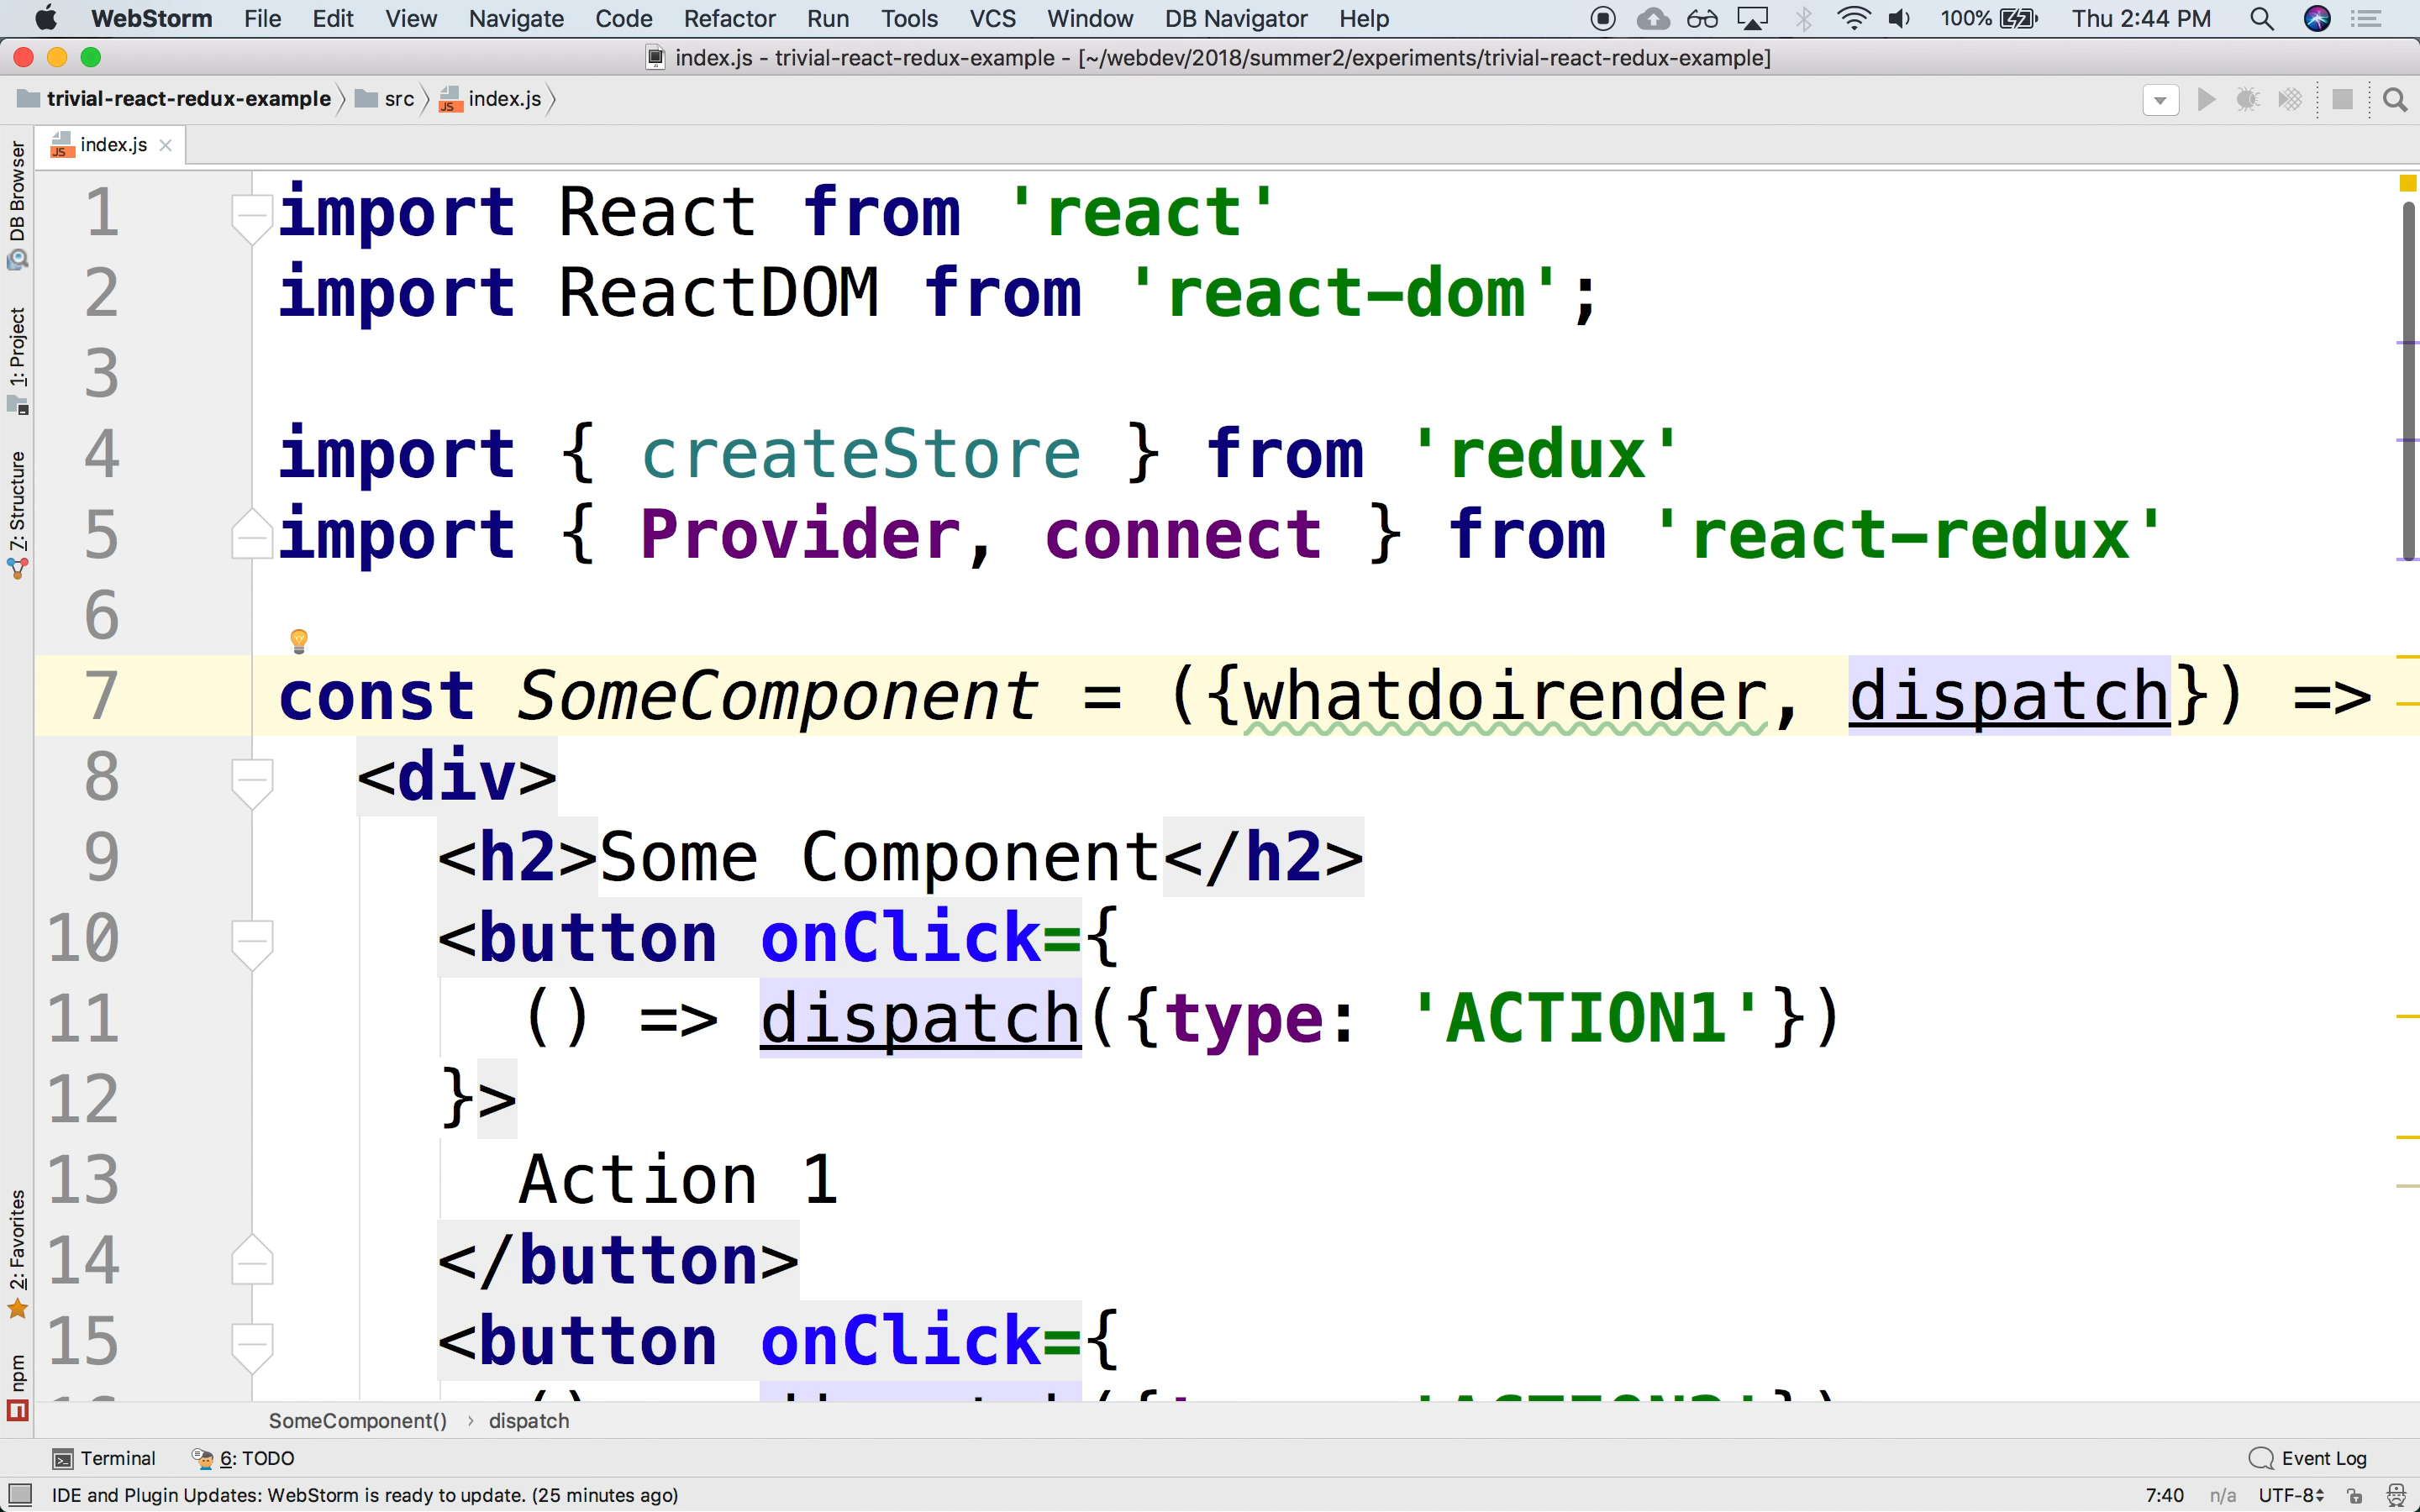 WebStorm File Edit View Navigate Code Refactor Run Tools VCS Window DB Navigator Help 100% Thu 2:44 PM
index.js - trivial-react-redux-example - [~/webdev/2018/summer2/experiments/trivial-react-redux-example]
trivial-react-redux-example src index.js
index.js
DB Browser
1: Project
7: Structure
2: Favorites
npm
1 import React from 'react'
2 import ReactDOM from 'react-dom';
3
4 import { createStore } from 'redux'
5 import { Provider, connect } from 'react-redux'
6
7 const SomeComponent = ({whatdoirender, dispatch}) =>
8 <div>
9 <h2>Some Component</h2>
10 <button onClick={
11 () => dispatch({type: 'ACTION1'})
12 }>
13 Action 1
14 </button>
15 <button onClick={
SomeComponent() › dispatch
Terminal 6: TODO Event Log
IDE and Plugin Updates: WebStorm is ready to update. (25 minutes ago) 7:40 n/a UTF-8